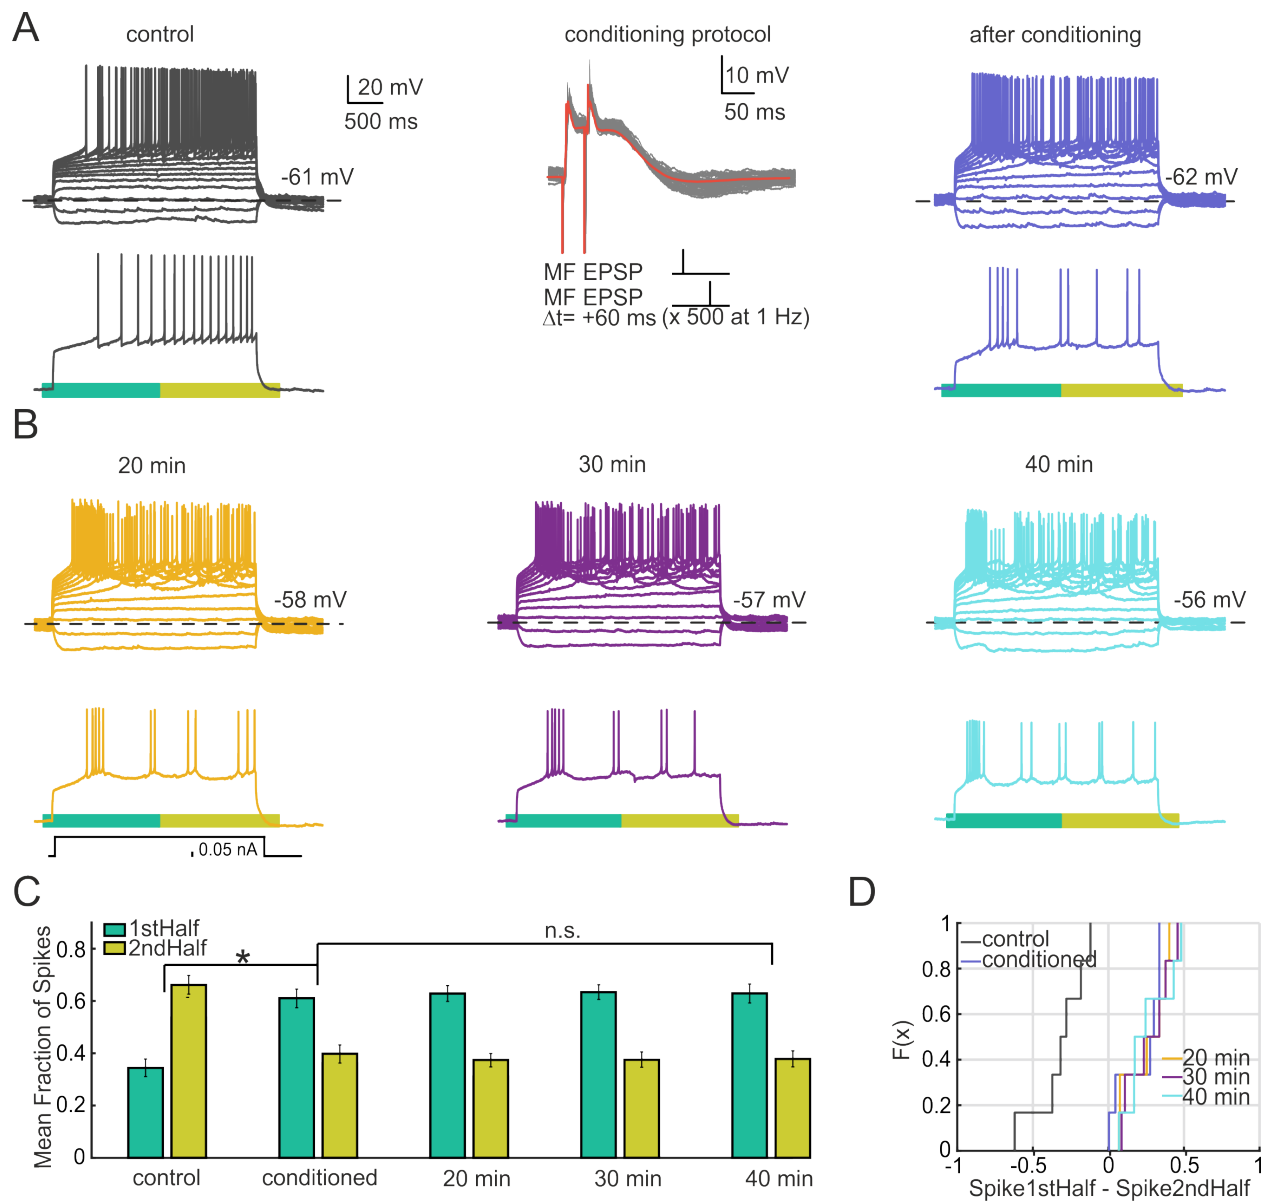 A
control
conditioning protocol
after conditioning
20 mV
500 ms
10 mV
50 ms
-61 mV
-62 mV
MF EPSP
MF EPSP
Δt= +60 ms (x 500 at 1 Hz)
B
20 min
30 min
40 min
-58 mV
-57 mV
-56 mV
0.05 nA
C
1stHalf
2ndHalf
*
n.s.
Mean Fraction of Spikes
0.8
0.6
0.4
0.2
0
control
conditioned
20 min
30 min
40 min
D
control
conditioned
20 min
30 min
40 min
F(x)
1
0.8
0.6
0.4
0.2
0
-1
-0.5
0
0.5
1
Spike1stHalf - Spike2ndHalf